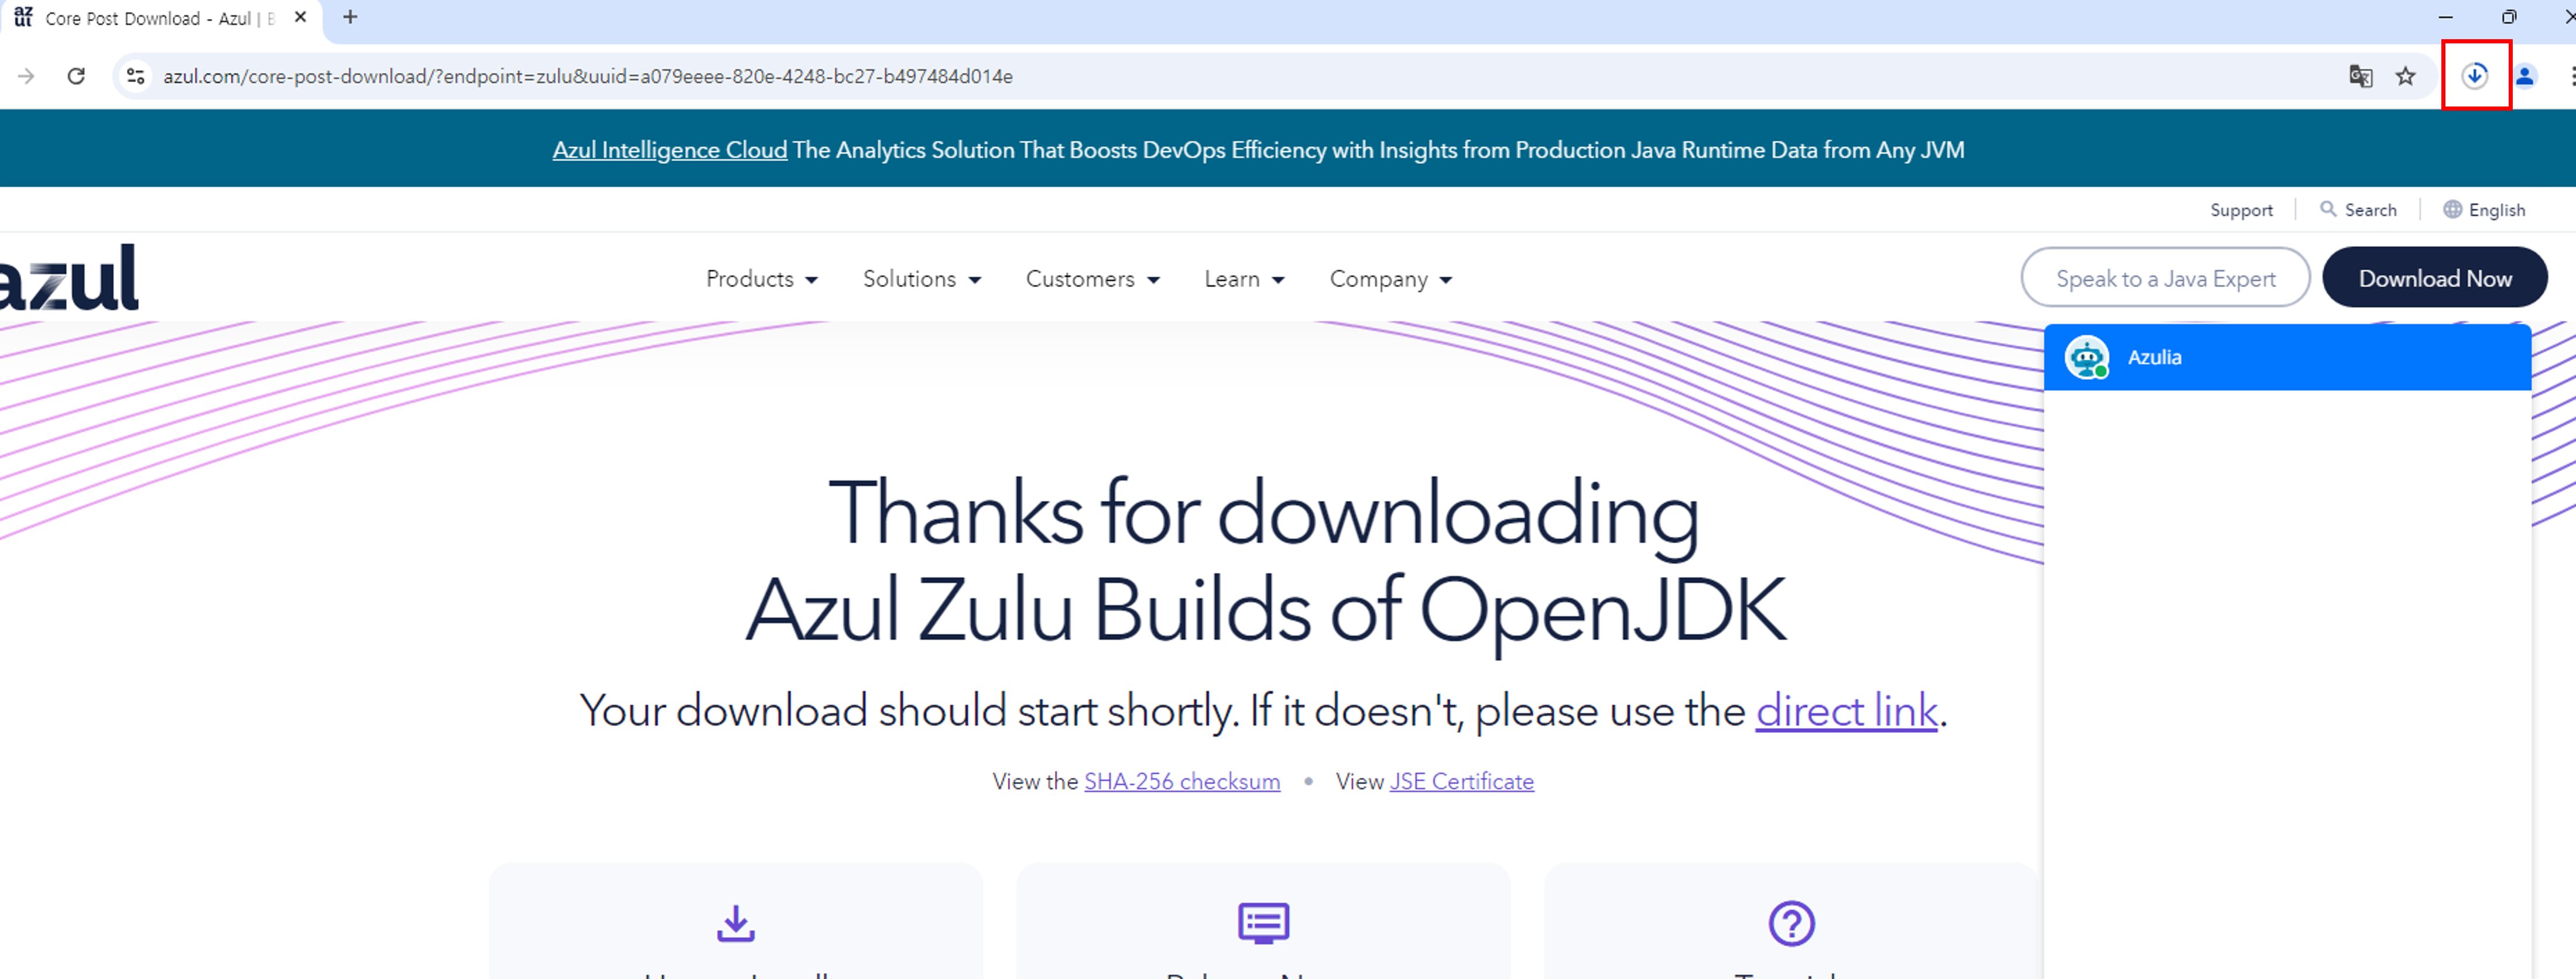 Core Post Download - Azul |
azul.com/core-post-download/?endpoint=zulu&uuid=a079eeee-820e-4248-bc27-b497484d014e
Azul Intelligence Cloud The Analytics Solution That Boosts DevOps Efficiency with Insights from Production Java Runtime Data from Any JVM
Support Search English
azul Products Solutions Customers Learn Company Speak to a Java Expert Download Now
Azulia
Thanks for downloading
Azul Zulu Builds of OpenJDK
Your download should start shortly. If it doesn't, please use the direct link.
View the SHA-256 checksum • View JSE Certificate